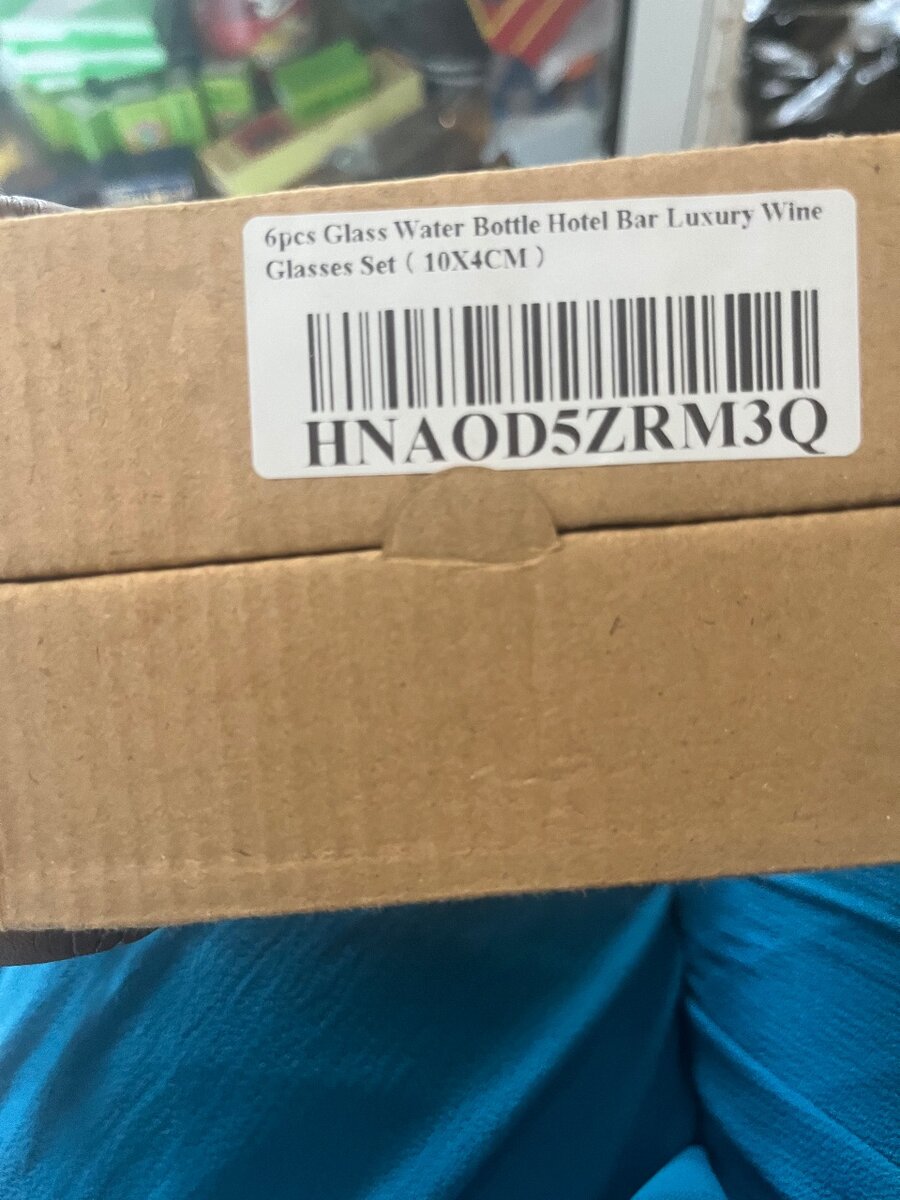 6pcs Glass Water Bottle Hotel Bar Luxury Wine
Glasses Set ( 10X4CM )
HNAOD5ZRM3Q